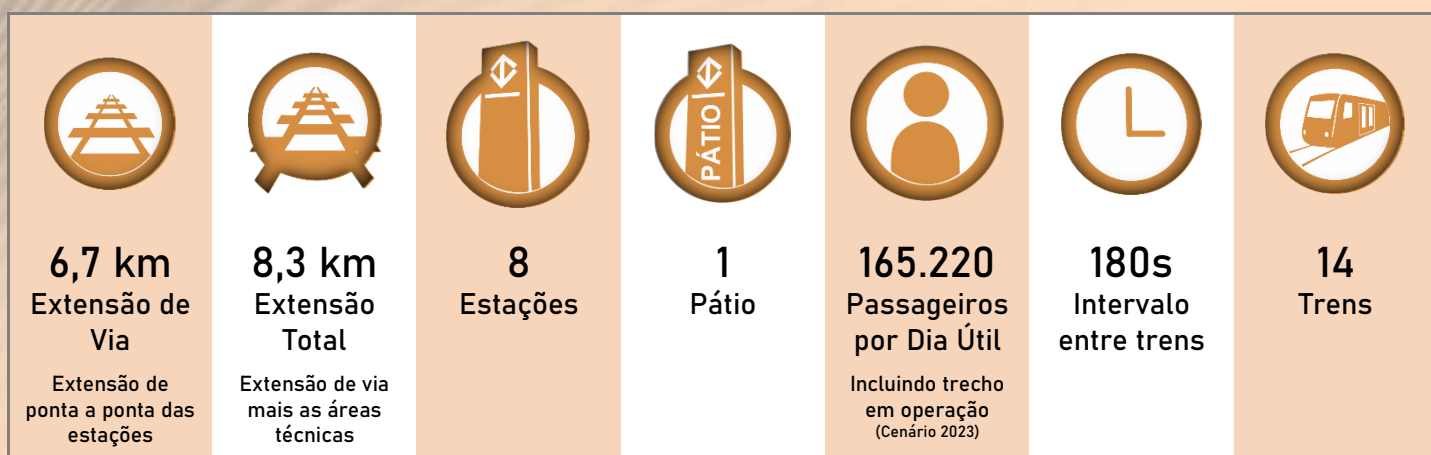 PÁTIO
6,7 km
Extensão de
Via
Extensão de
ponta a ponta das
estações
8,3 km
Extensão
Total
Extensão de via
mais as áreas
técnicas
8
Estações
1
Pátio
165.220
Passageiros
por Dia Útil
Incluindo trecho
em operação
(Cenário 2023)
180s
Intervalo
entre trens
14
Trens